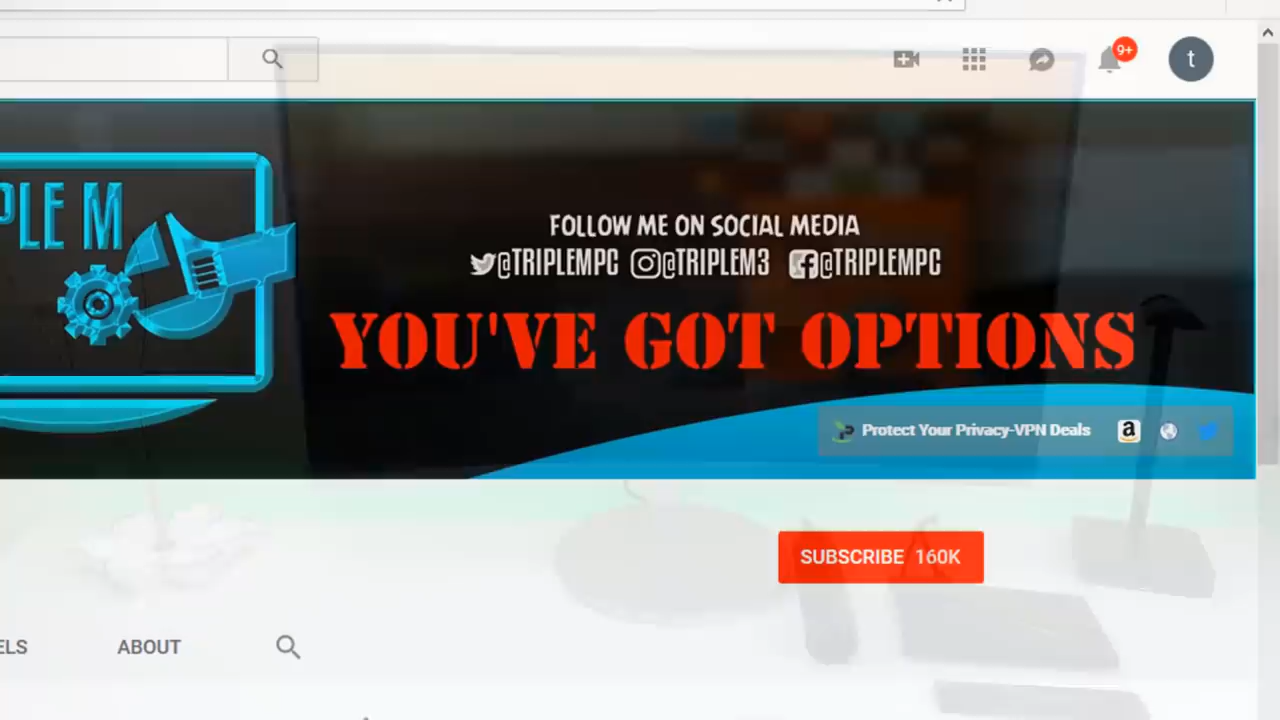 9+
t
PLE M
FOLLOW ME ON SOCIAL MEDIA
@TRIPLEMPC @TRIPLEM3 @TRIPLEMPC
YOU'VE GOT OPTIONS
Protect Your Privacy-VPN Deals
SUBSCRIBE 160K
ELS ABOUT